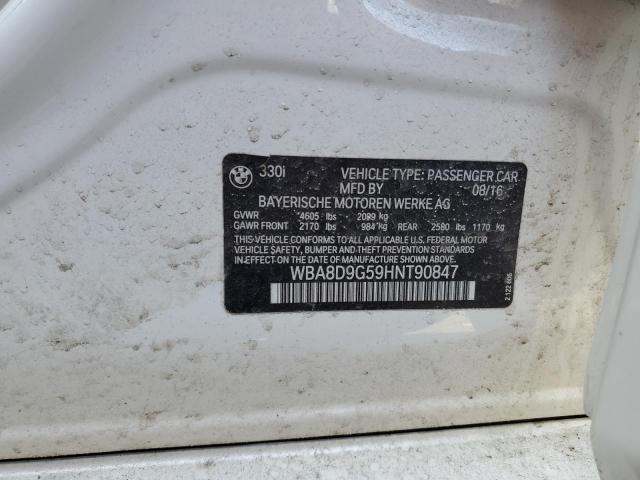 330i VEHICLE TYPE: PASSENGER CAR
MFD BY 08/16
BAYERISCHE MOTOREN WERKE AG
GVWR 4605 lbs 2089 kg
GAWR FRONT 2170 lbs 984 kg REAR 2580 lbs 1170 kg
THIS VEHICLE CONFORMS TO ALL APPLICABLE U.S. FEDERAL MOTOR
VEHICLE SAFETY, BUMPER AND THEFT PREVENTION STANDARDS
IN EFFECT ON THE DATE OF MANUFACTURE SHOWN ABOVE.
WBA8D9G59HNT90847